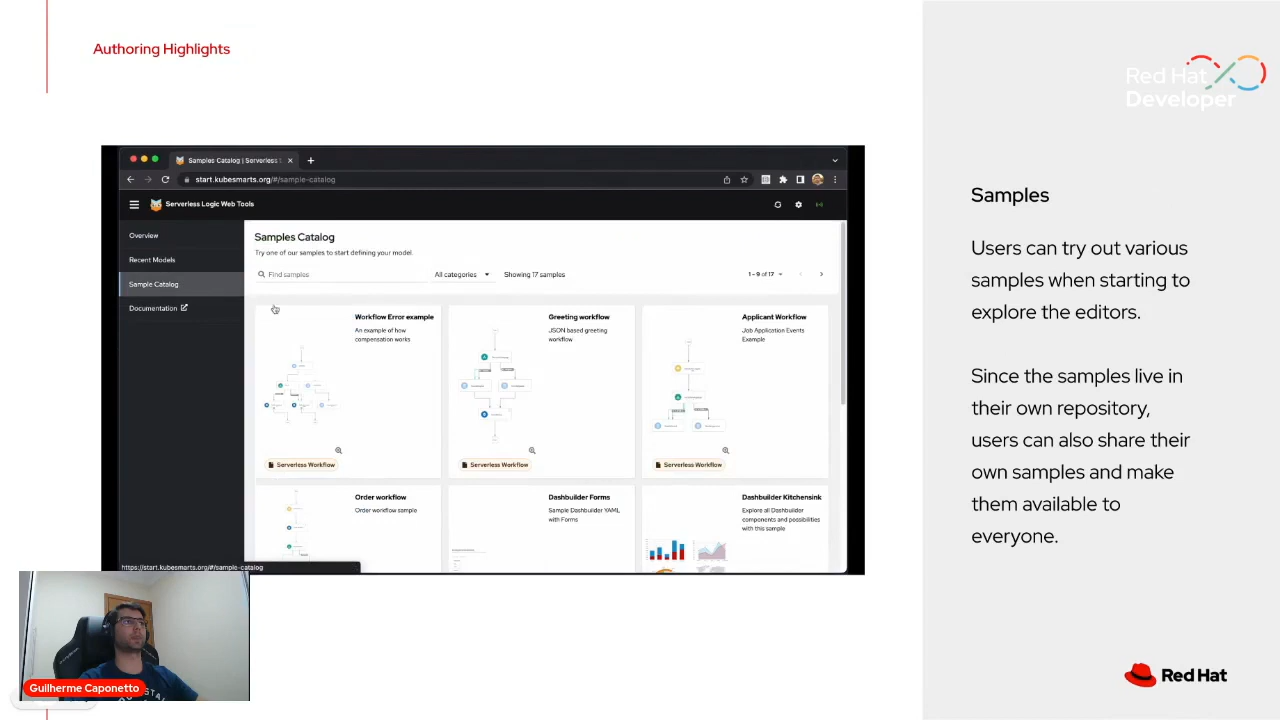 Authoring Highlights
Red Hat
Developer
Samples Catalog | Serverless
start.kubesmarts.org/#/sample-catalog
Serverless Logic Web Tools
Overview
Recent Models
Sample Catalog
Documentation
Samples Catalog
Try one of our samples to start defining your model.
Find samples
All categories
Showing 17 samples
1 - 9 of 17
Workflow Error example
An example of how
compensation works
Serverless Workflow
Greeting workflow
JSON based greeting
workflow
Serverless Workflow
Applicant Workflow
Job Application Events
Example
Serverless Workflow
Order workflow
Order workflow sample
Dashbuilder Forms
Sample Dashbuilder YAML
with Forms
Dashbuilder Kitchensink
Explore all Dashbuilder
components and possibilities
with this sample
https://start.kubesmarts.org/#/sample-catalog
Samples
Users can try out various
samples when starting to
explore the editors.
Since the samples live in
their own repository,
users can also share their
own samples and make
them available to
everyone.
Guilherme Caponetto
Red Hat